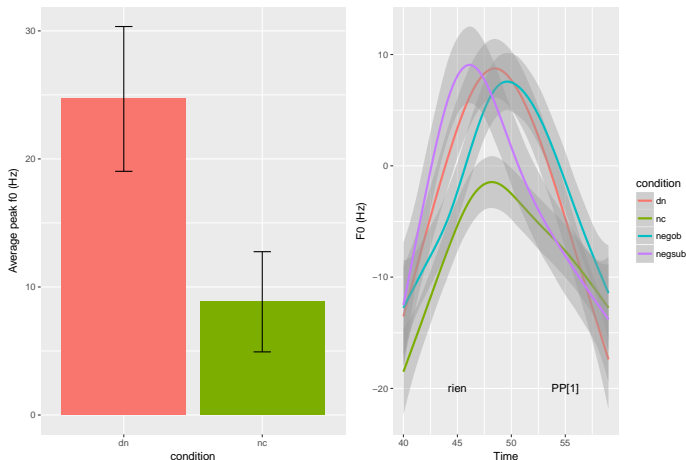 Average peak f0 (Hz)
30
20
10
0
dn
nc
condition
F0 (Hz)
10
0
−10
−20
rien
PP[1]
40
45
50
55
Time
condition
dn
nc
negob
negsub